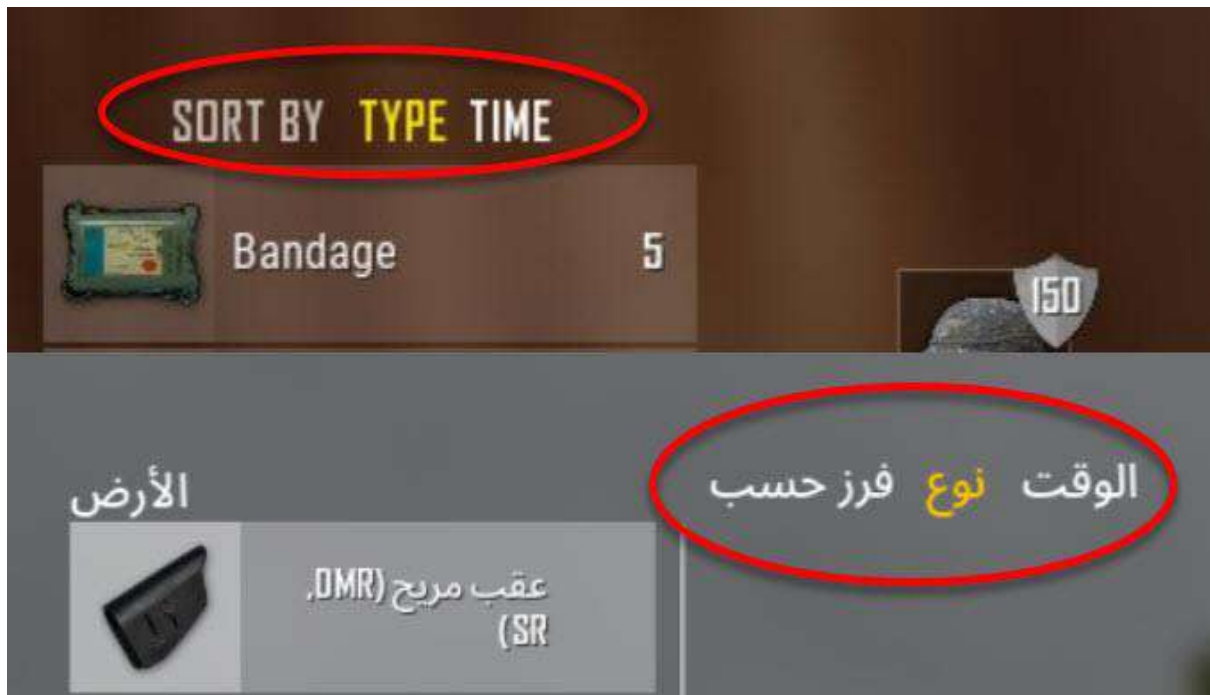 SORT BY TYPE TIME
Bandage 5
150
الوقت نوع فرز حسب
الأرض
عقب مريح (DMR,
SR)